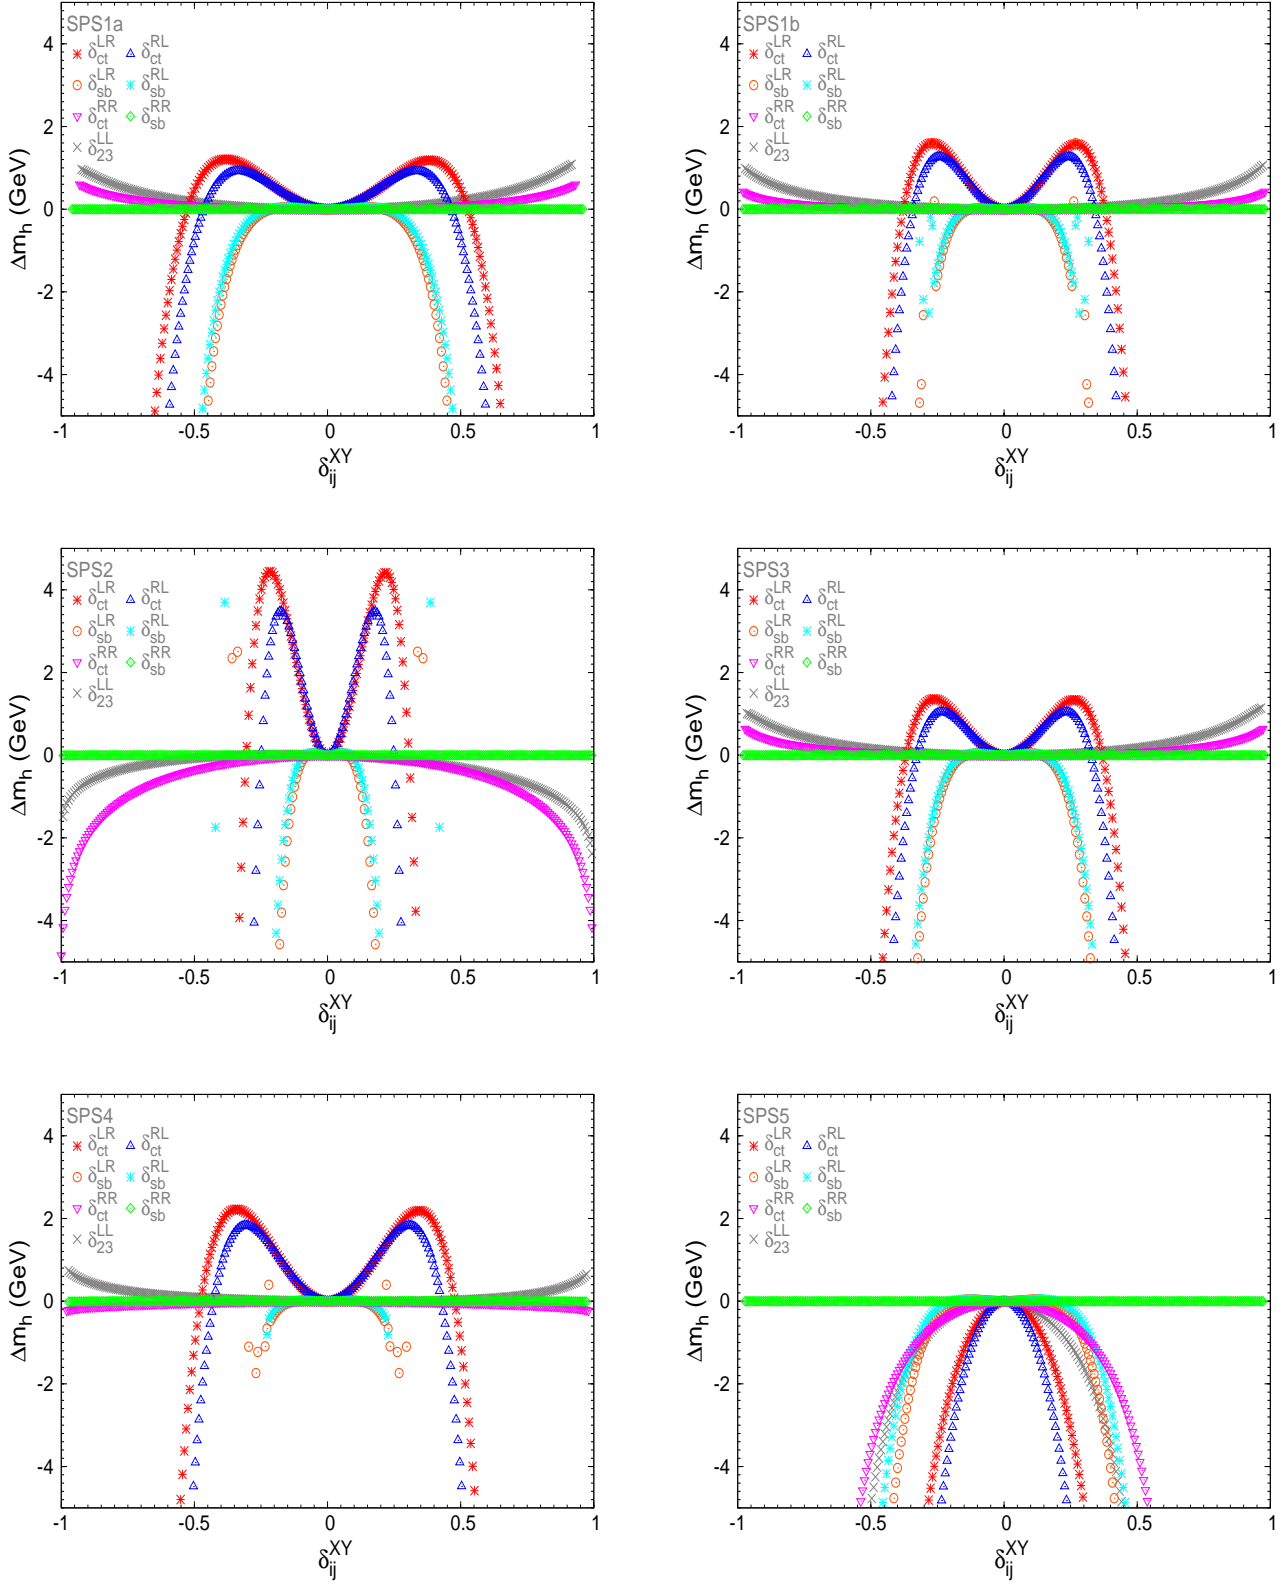 SPS1a
δ_ct^LR δ_ct^RL
δ_sb^LR δ_sb^RL
δ_ct^RR δ_sb^RR
δ_23^LL
4
2
0
-2
-4
Δm_h (GeV)
-1 -0.5 0 0.5 1
δ_ij^XY
SPS1b
δ_ct^LR δ_ct^RL
δ_sb^LR δ_sb^RL
δ_ct^RR δ_sb^RR
δ_23^LL
4
2
0
-2
-4
Δm_h (GeV)
-1 -0.5 0 0.5 1
δ_ij^XY
SPS2
δ_ct^LR δ_ct^RL
δ_sb^LR δ_sb^RL
δ_ct^RR δ_sb^RR
δ_23^LL
4
2
0
-2
-4
Δm_h (GeV)
-1 -0.5 0 0.5 1
δ_ij^XY
SPS3
δ_ct^LR δ_ct^RL
δ_sb^LR δ_sb^RL
δ_ct^RR δ_sb^RR
δ_23^LL
4
2
0
-2
-4
Δm_h (GeV)
-1 -0.5 0 0.5 1
δ_ij^XY
SPS4
δ_ct^LR δ_ct^RL
δ_sb^LR δ_sb^RL
δ_ct^RR δ_sb^RR
δ_23^LL
4
2
0
-2
-4
Δm_h (GeV)
-1 -0.5 0 0.5 1
δ_ij^XY
SPS5
δ_ct^LR δ_ct^RL
δ_sb^LR δ_sb^RL
δ_ct^RR δ_sb^RR
δ_23^LL
4
2
0
-2
-4
Δm_h (GeV)
-1 -0.5 0 0.5 1
δ_ij^XY